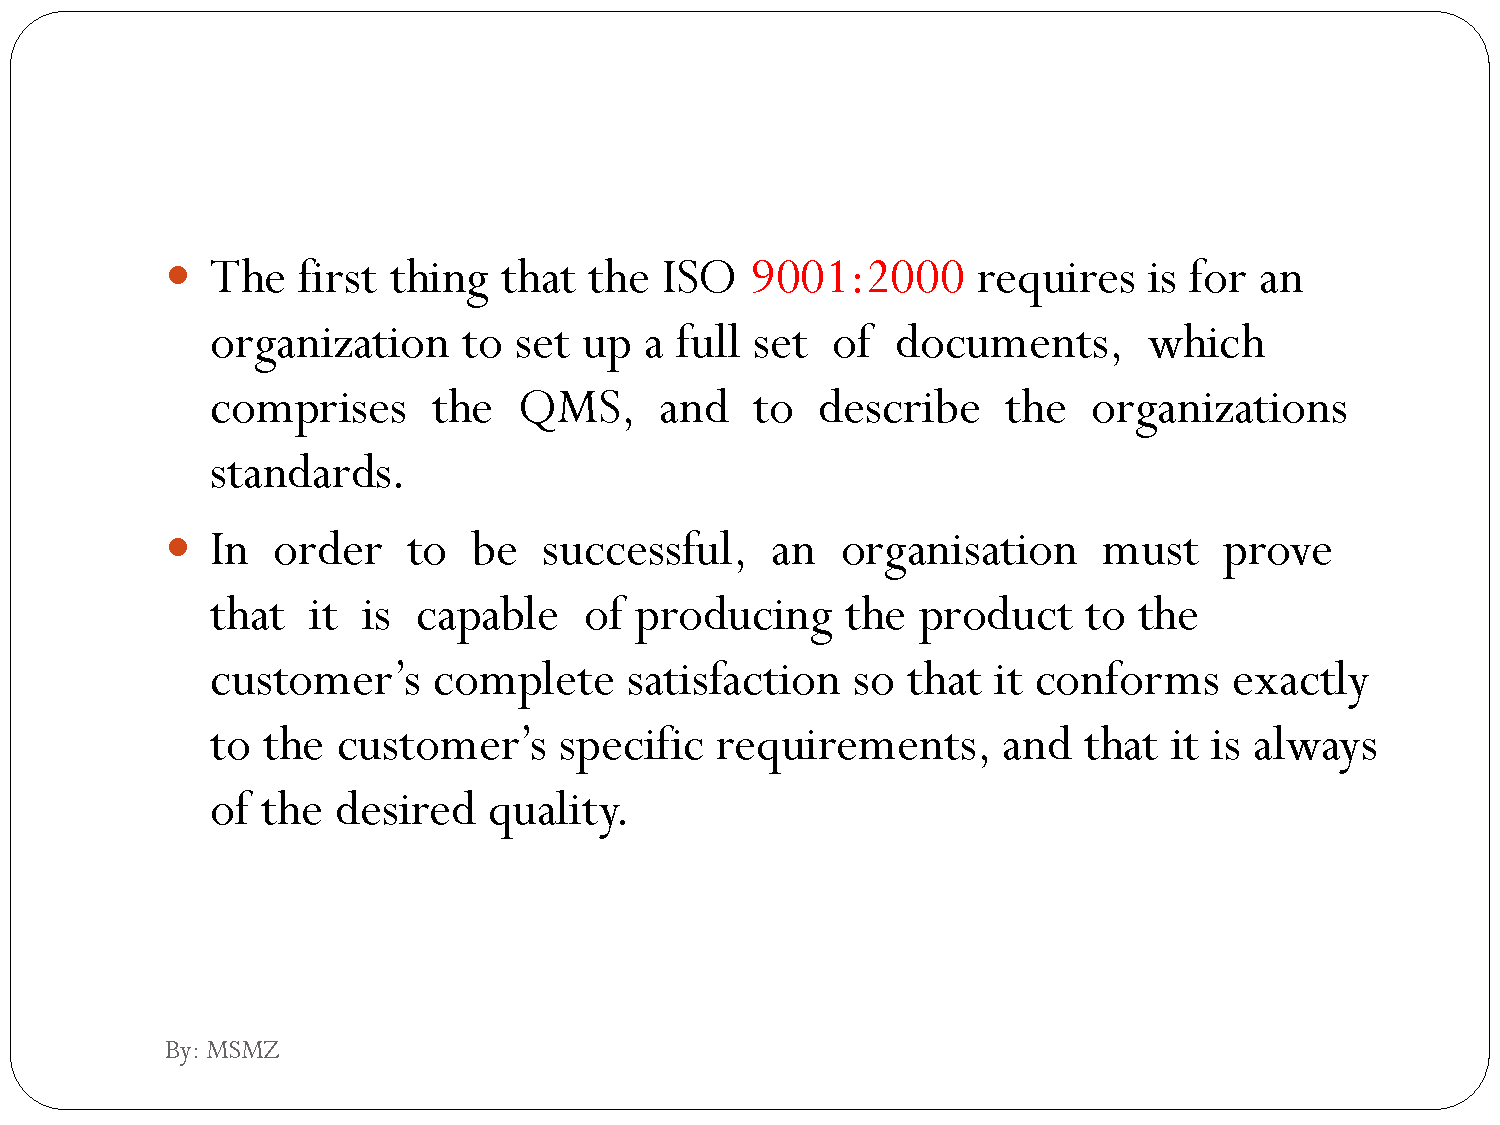 • The first thing that the ISO 9001:2000 requires is for an
organization to set up a full set of documents, which
comprises the QMS, and to describe the organizations
standards.
• In order to be successful, an organisation must prove
that it is capable of producing the product to the
customer’s complete satisfaction so that it conforms exactly
to the customer’s specific requirements, and that it is always
of the desired quality.
By: MSMZ